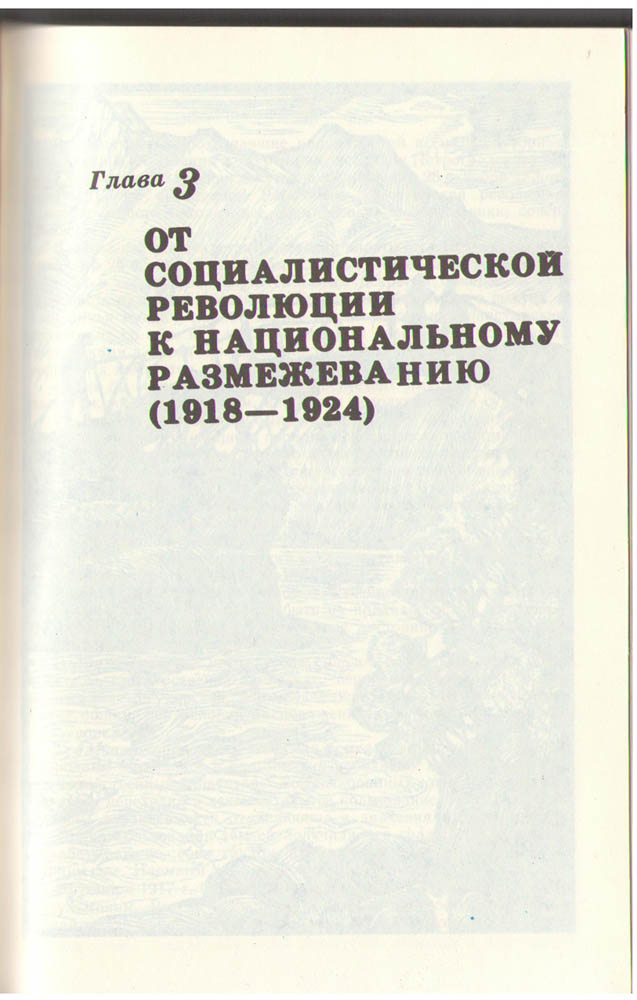 Глава 3
ОТ
СОЦИАЛИСТИЧЕСКОЙ
РЕВОЛЮЦИИ
К НАЦИОНАЛЬНОМУ
РАЗМЕЖЕВАНИЮ
(1918—1924)